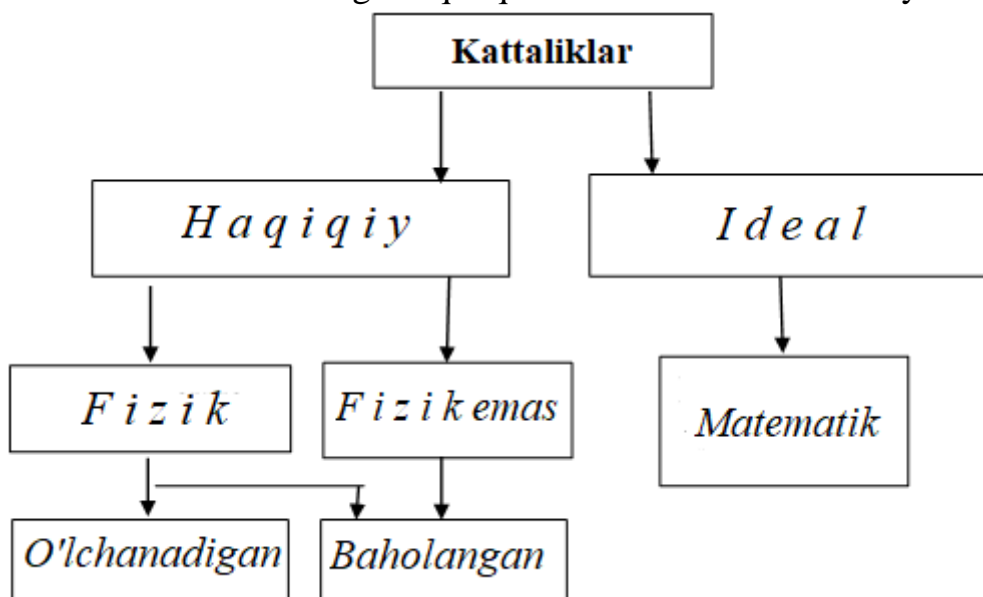 Kattaliklar
Haqiqiy
Ideal
Fizik
Fizik emas
Matematik
O'lchanadigan
Baholangan